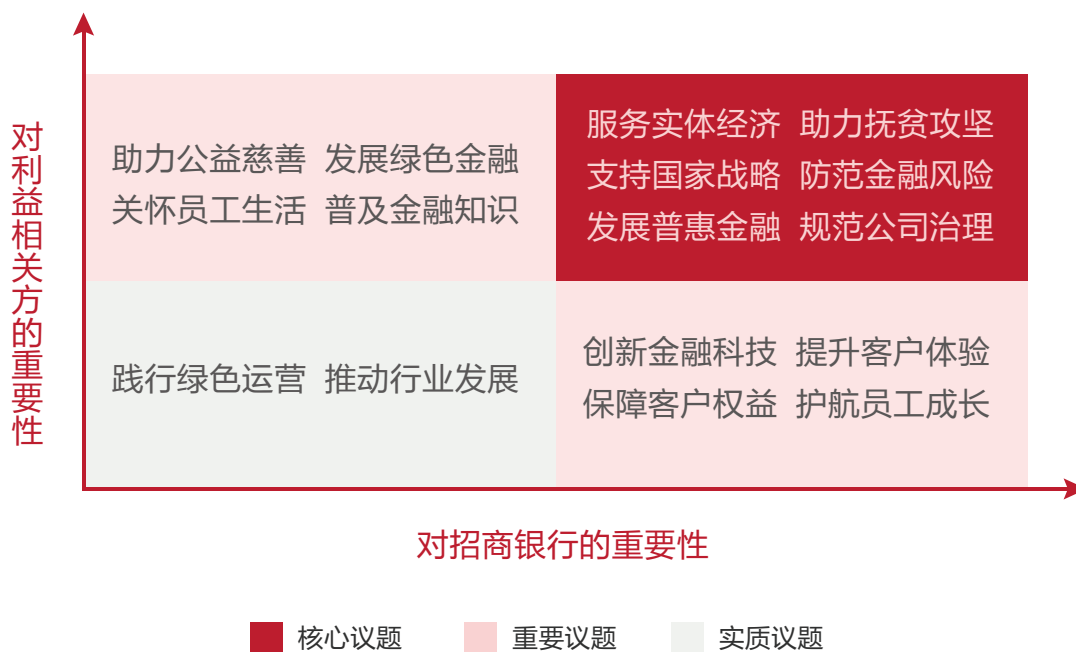 对利益相关方的重要性
助力公益慈善 发展绿色金融
关怀员工生活 普及金融知识
服务实体经济 助力抚贫攻坚
支持国家战略 防范金融风险
发展普惠金融 规范公司治理
践行绿色运营 推动行业发展
创新金融科技 提升客户体验
保障客户权益 护航员工成长
对招商银行的重要性
核心议题 重要议题 实质议题